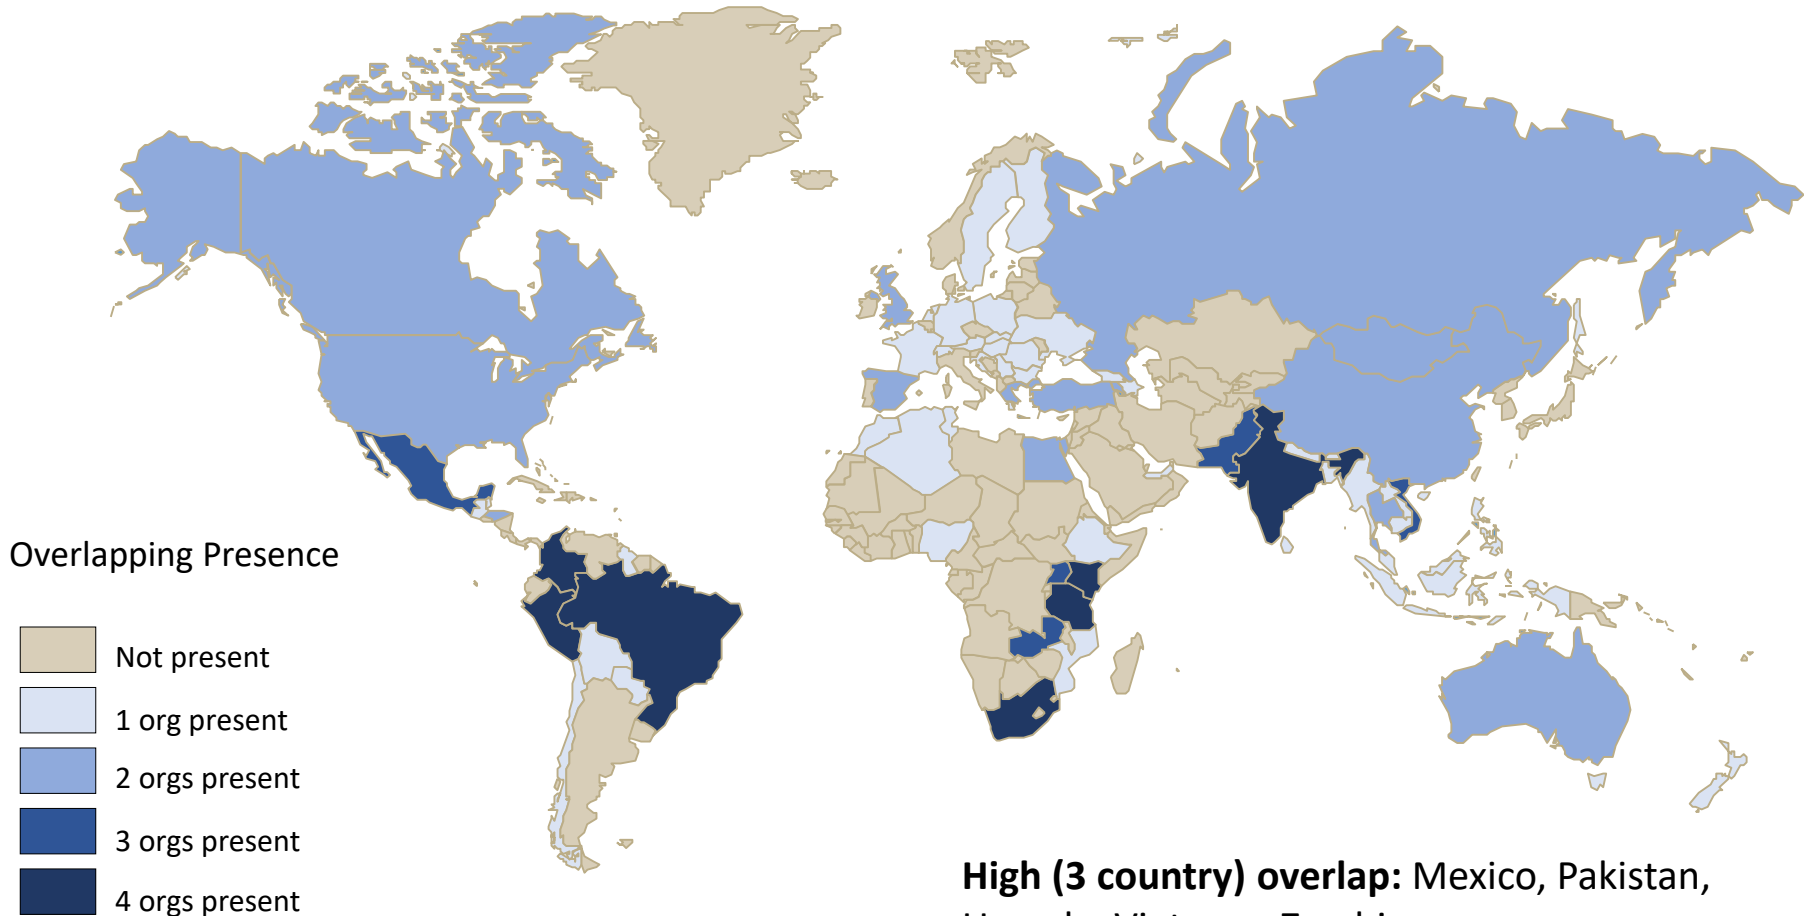 Overlapping Presence
Not present
1 org present
2 orgs present
3 orgs present
4 orgs present
High (3 country) overlap: Mexico, Pakistan,